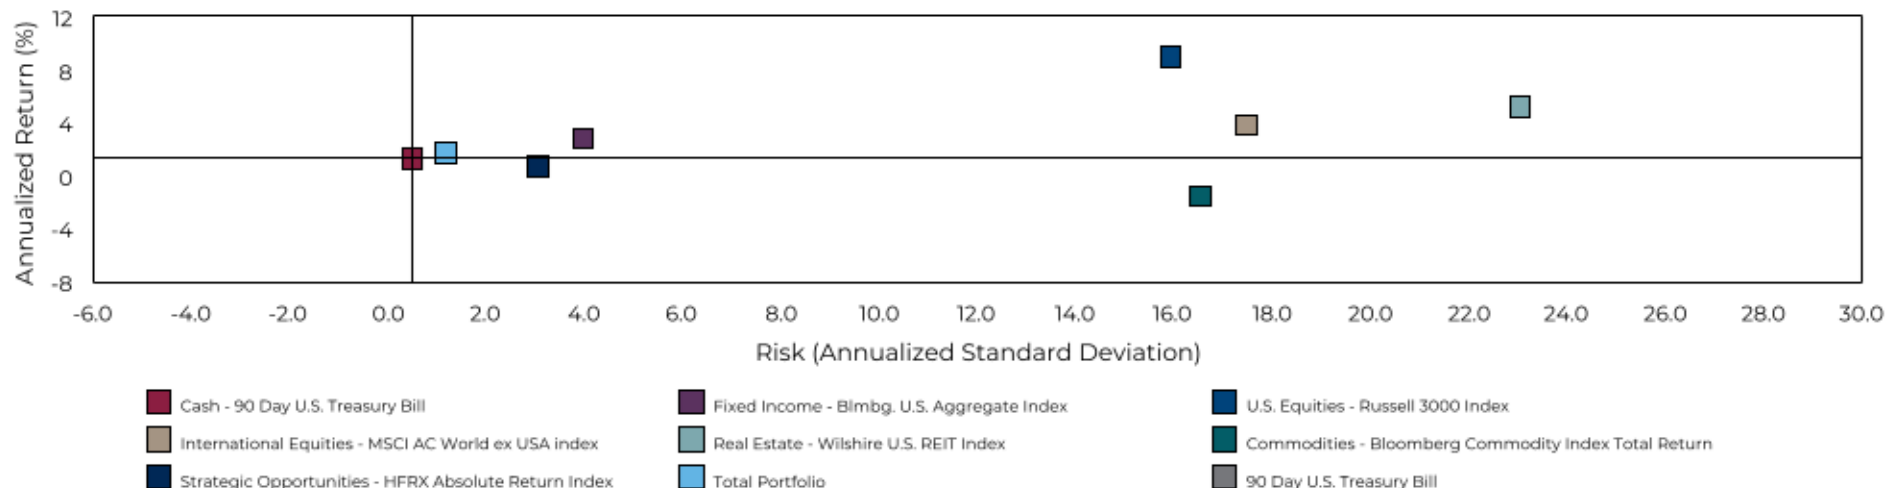 12
8
4
0
-4
-8
Annualized Return (%)
-6.0 -4.0 -2.0 0.0 2.0 4.0 6.0 8.0 10.0 12.0 14.0 16.0 18.0 20.0 22.0 24.0 26.0 28.0 30.0
Risk (Annualized Standard Deviation)
Cash - 90 Day U.S. Treasury Bill Fixed Income - Blmbg. U.S. Aggregate Index U.S. Equities - Russell 3000 Index
International Equities - MSCI AC World ex USA index Real Estate - Wilshire U.S. REIT Index Commodities - Bloomberg Commodity Index Total Return
Strategic Opportunities - HFRX Absolute Return Index Total Portfolio 90 Day U.S. Treasury Bill